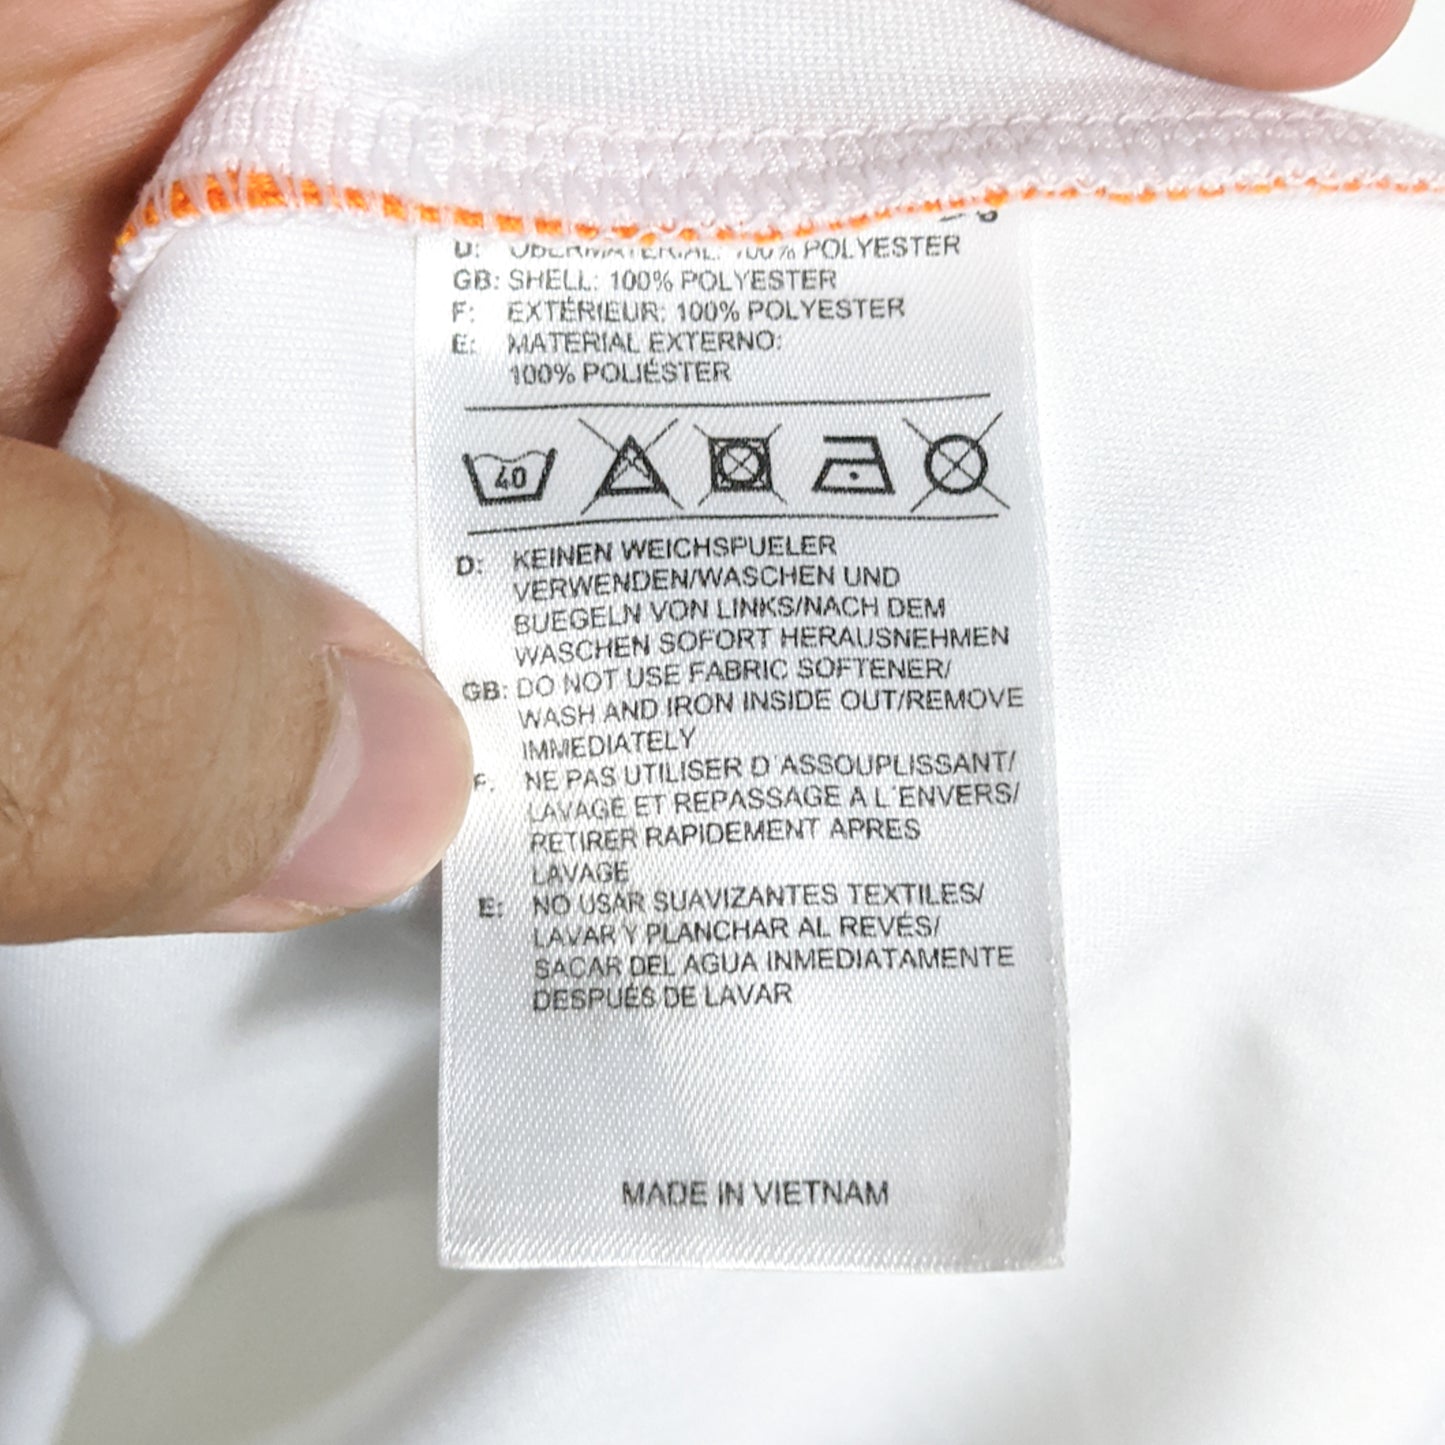 D: OBERMATERIAL: 100% POLYESTER
GB: SHELL: 100% POLYESTER
F: EXTÉRIEUR: 100% POLYESTER
E: MATERIAL EXTERNO:
100% POLIÉSTER
40
D: KEINEN WEICHSPUELER
VERWENDEN/WASCHEN UND
BUEGELN VON LINKS/NACH DEM
WASCHEN SOFORT HERAUSNEHMEN
GB: DO NOT USE FABRIC SOFTENER/
WASH AND IRON INSIDE OUT/REMOVE
IMMEDIATELY
F: NE PAS UTILISER D'ASSOUPLISSANT/
LAVAGE ET REPASSAGE A L'ENVERS/
RETIRER RAPIDEMENT APRES
LAVAGE
E: NO USAR SUAVIZANTES TEXTILES/
LAVAR Y PLANCHAR AL REVÉS/
SACAR DEL AGUA INMEDIATAMENTE
DESPUÉS DE LAVAR
MADE IN VIETNAM